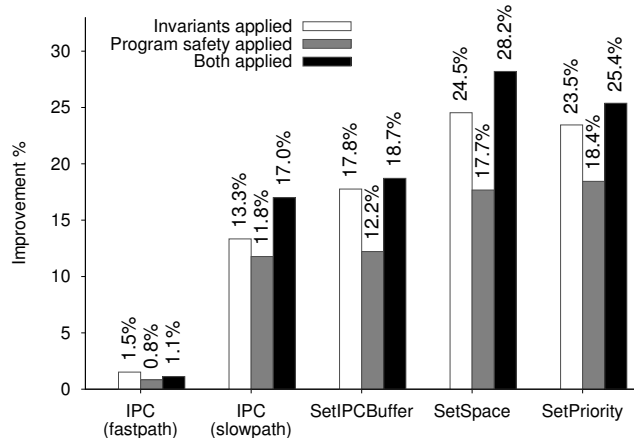 Invariants applied
Program safety applied
Both applied
Improvement %
30
25
20
15
10
5
0
1.5%
0.8%
1.1%
13.3%
11.8%
17.0%
17.8%
12.2%
18.7%
24.5%
17.7%
28.2%
23.5%
18.4%
25.4%
IPC
(fastpath)
IPC
(slowpath)
SetIPCBuffer
SetSpace
SetPriority